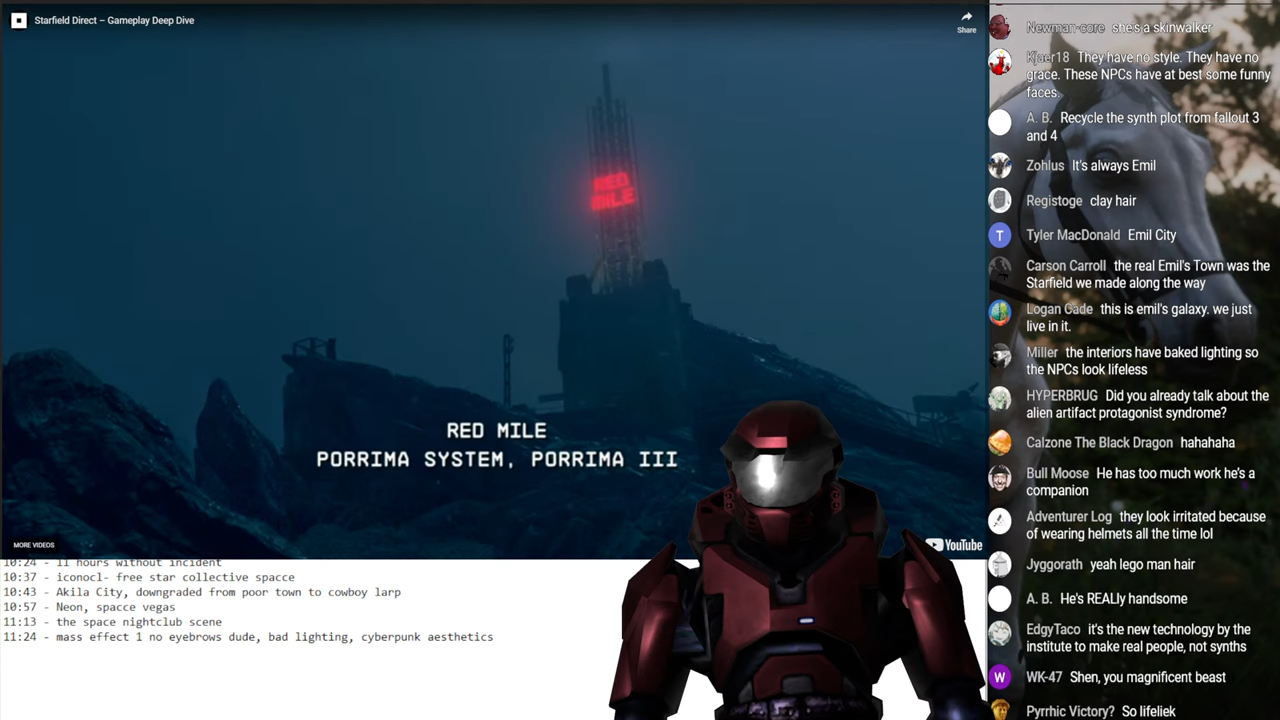 Starfield Direct – Gameplay Deep Dive
Share
RED
MILE
RED MILE
PORRIMA SYSTEM, PORRIMA III
MORE VIDEOS
YouTube
10:24 - 11 hours without incident
10:37 - iconocl- free star collective spacce
10:43 - Akila City, downgraded from poor town to cowboy larp
10:57 - Neon, spacce vegas
11:13 - the space nightclub scene
11:24 - mass effect 1 no eyebrows dude, bad lighting, cyberpunk aesthetics
Newman-core she's a skinwalker
Kjaer18 They have no style. They have no
grace. These NPCs have at best some funny
faces.
A. B. Recycle the synth plot from fallout 3
and 4
Zohlus It's always Emil
Registoge clay hair
T
Tyler MacDonald Emil City
Carson Carroll the real Emil's Town was the
Starfield we made along the way
Logan Cade this is emil's galaxy. we just
live in it.
Miller the interiors have baked lighting so
the NPCs look lifeless
HYPERBRUG Did you already talk about the
alien artifact protagonist syndrome?
Calzone The Black Dragon hahahaha
Bull Moose He has too much work he's a
companion
Adventurer Log they look irritated because
of wearing helmets all the time lol
Jyggorath yeah lego man hair
A. B. He's REALly handsome
EdgyTaco it's the new technology by the
institute to make real people, not synths
W
WK-47 Shen, you magnificent beast
Pyrrhic Victory? So lifeliek